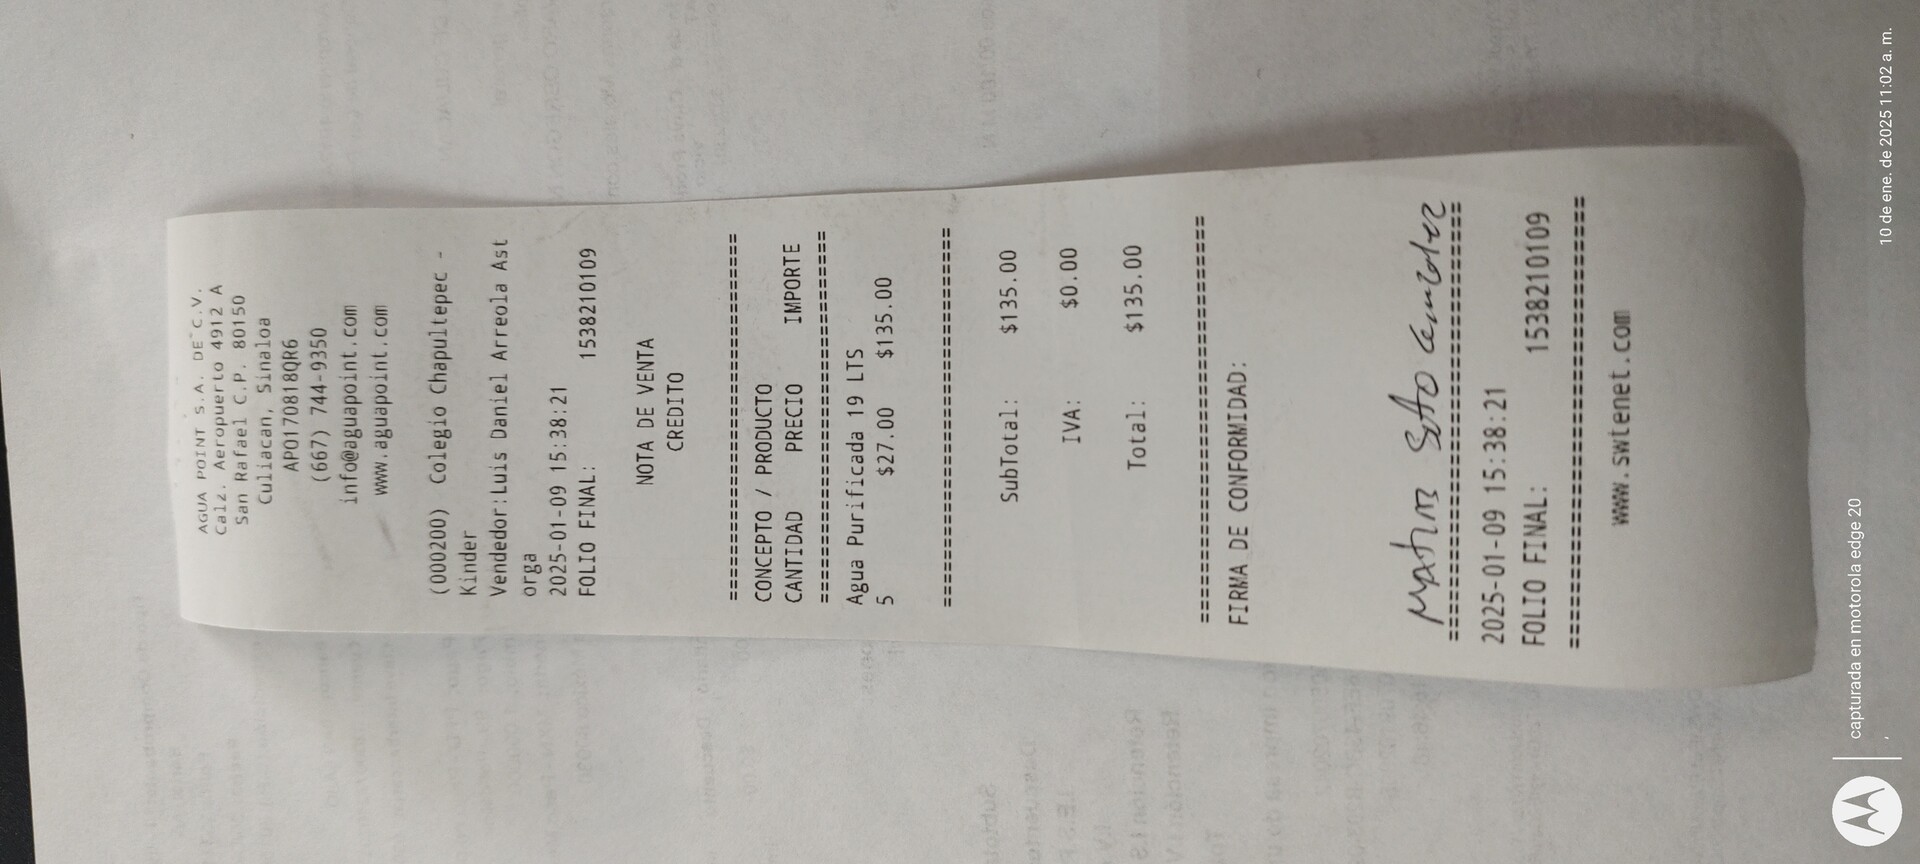 AGUA POINT S.A. DE C.V.
Calz. Aeropuerto 4912 A
San Rafael C.P. 80150
Culiacan, Sinaloa
APO170818QR6
(667) 744-9350
info@aguapoint.com
www.aguapoint.com
(000200) Colegio Chapultepec -
Kinder
Vendedor:Luis Daniel Arreola Ast
orga
2025-01-09 15:38:21
FOLIO FINAL: 1538210109
NOTA DE VENTA
CREDITO
================================
CONCEPTO / PRODUCTO
CANTIDAD PRECIO IMPORTE
================================
Agua Purificada 19 LTS
5 $27.00 $135.00
================================
SubTotal: $135.00
IVA: $0.00
Total: $135.00
================================
FIRMA DE CONFORMIDAD:
Soto
================================
2025-01-09 15:38:21
FOLIO FINAL: 1538210109
================================
www.swtenet.com
capturada en motorola edge 20
10 de ene. de 2025 11:02 a. m.